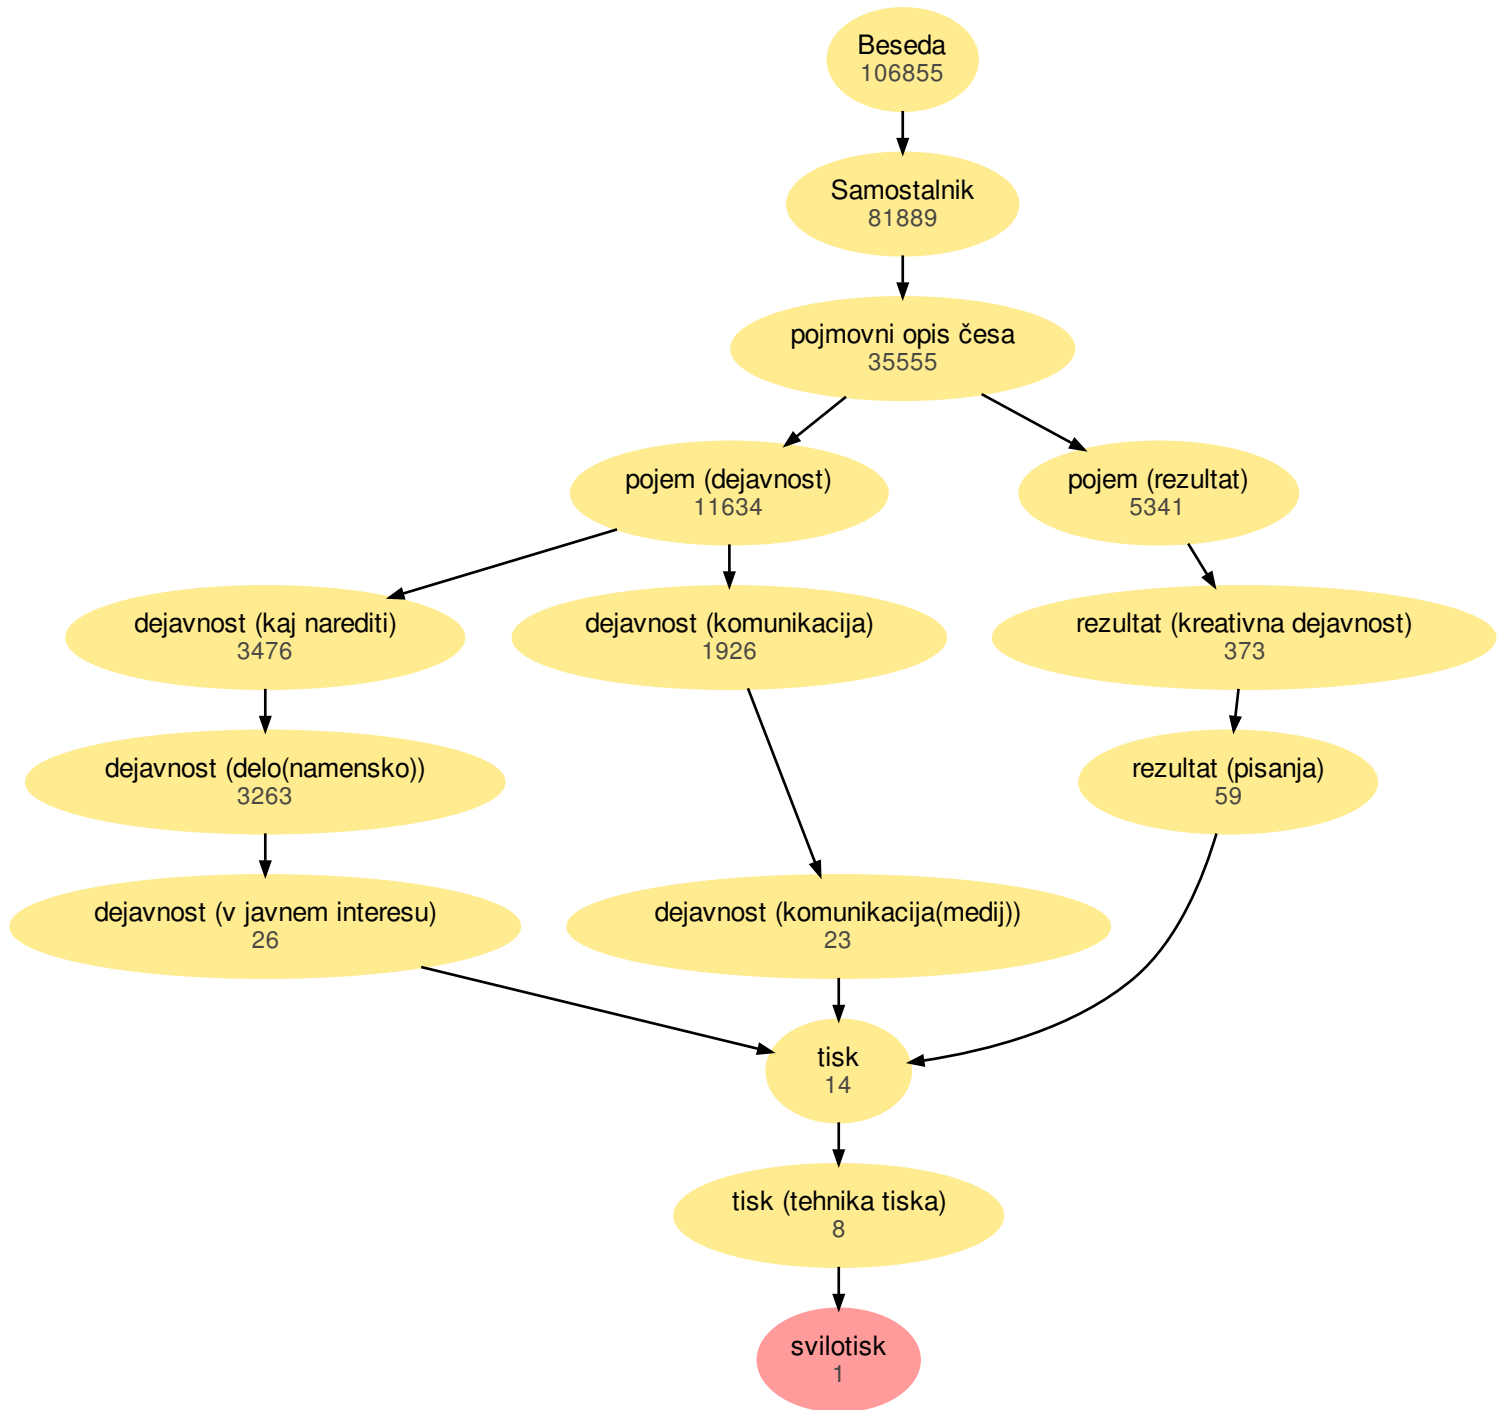 Beseda
106855
Samostalnik
81889
pojmovni opis česa
35555
pojem (dejavnost)
11634
pojem (rezultat)
5341
dejavnost (kaj narediti)
3476
dejavnost (komunikacija)
1926
rezultat (kreativna dejavnost)
373
dejavnost (delo(namensko))
3263
rezultat (pisanja)
59
dejavnost (v javnem interesu)
26
dejavnost (komunikacija(medij))
23
tisk
14
tisk (tehnika tiska)
8
svilotisk
1